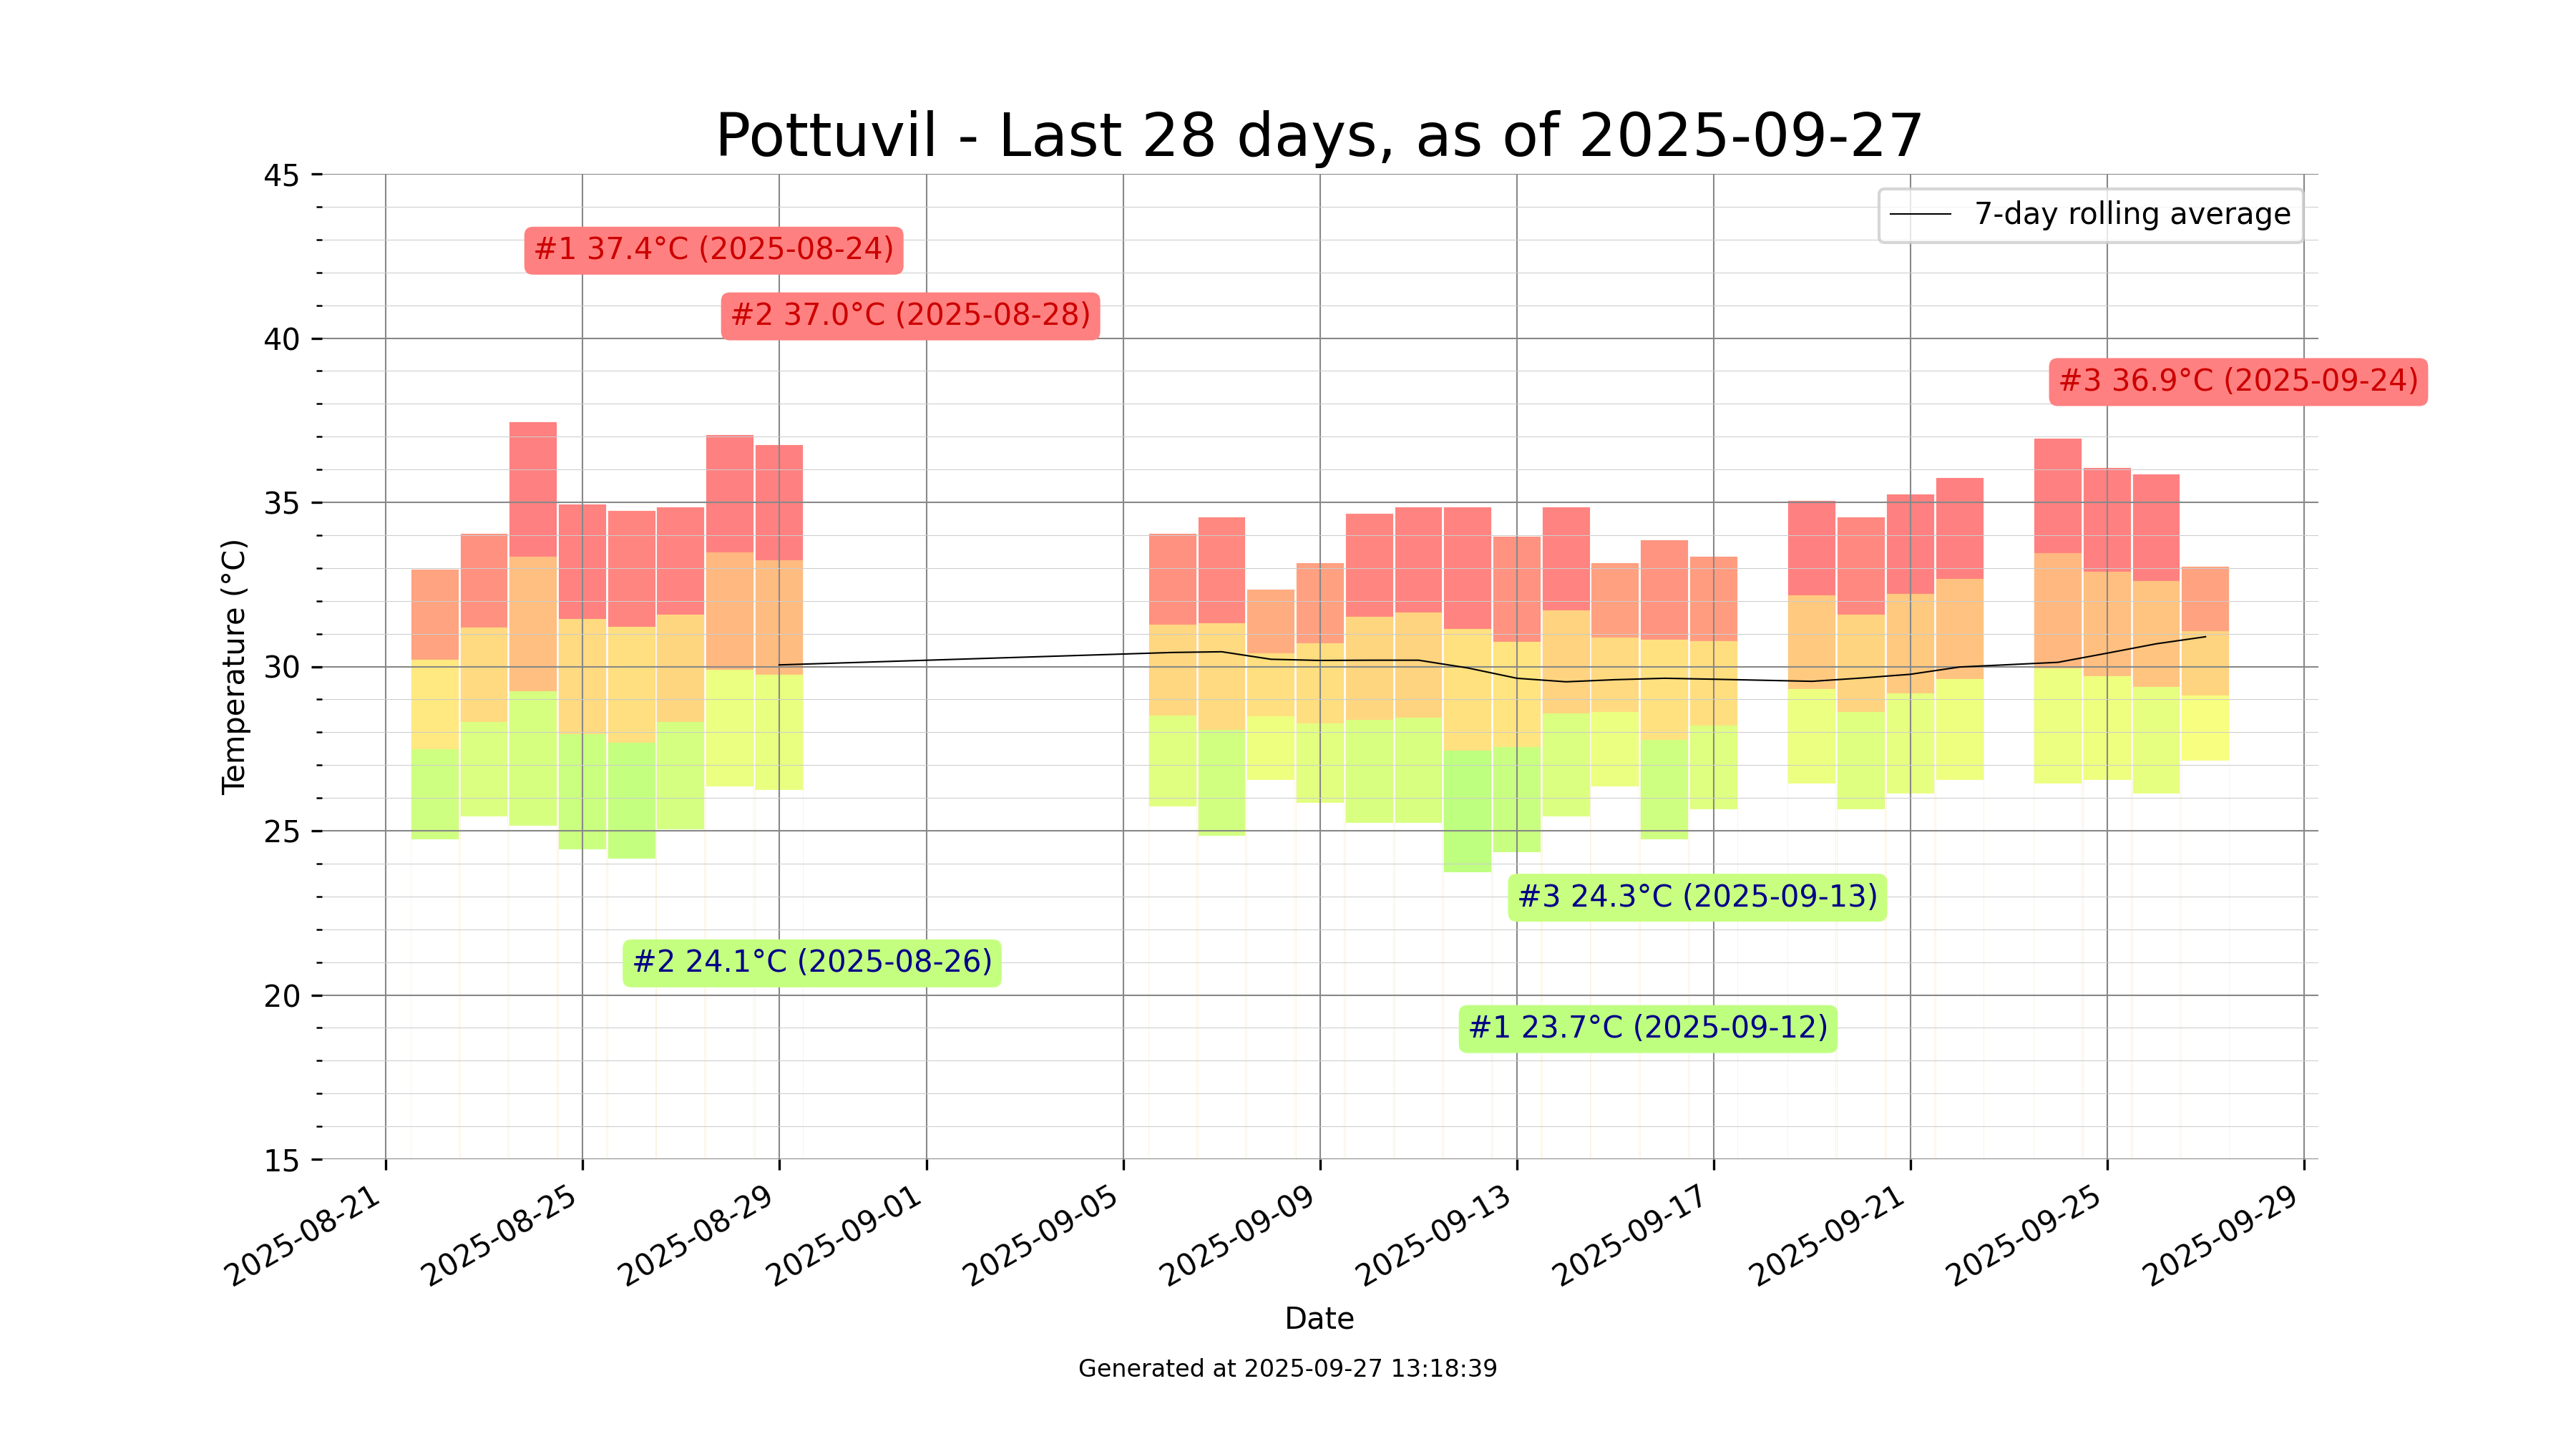 Pottuvil - Last 28 days, as of 2025-09-27
45
7-day rolling average
#1 37.4°C (2025-08-24)
#2 37.0°C (2025-08-28)
40
#3 36.9°C (2025-09-24)
35
Temperature (°C)
30
25
#3 24.3°C (2025-09-13)
#2 24.1°C (2025-08-26)
20
#1 23.7°C (2025-09-12)
15
2025-08-21
2025-08-25
2025-08-29
2025-09-01
2025-09-05
2025-09-09
2025-09-13
2025-09-17
2025-09-21
2025-09-25
2025-09-29
Date
Generated at 2025-09-27 13:18:39